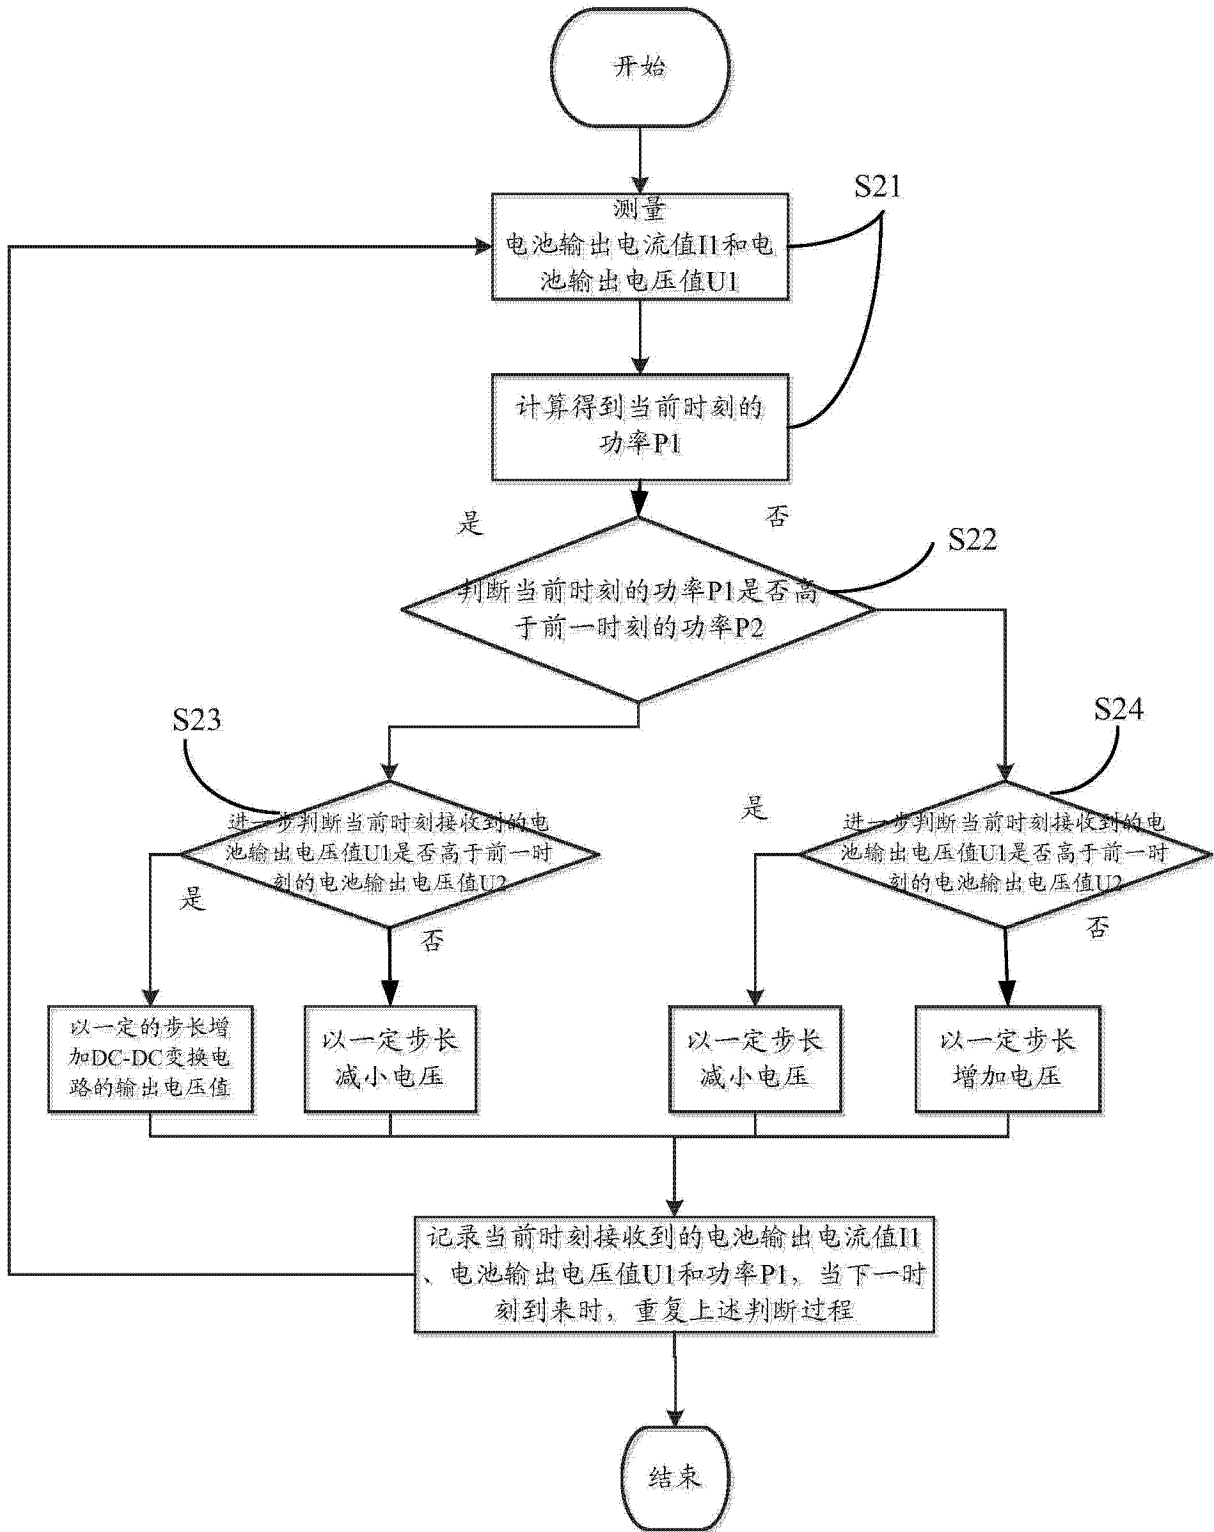 开始
S21
测量
电池输出电流值I1和电
池输出电压值U1
计算得到当前时刻的
功率P1
是
否
S22
判断当前时刻的功率P1是否高
于前一时刻的功率P2
S23
S24
进一步判断当前时刻接收到的电
池输出电压值U1是否高于前一时
刻的电池输出电压值U2
是
进一步判断当前时刻接收到的电
池输出电压值U1是否高于前一时
刻的电池输出电压值U2
是
否
否
以一定的步长增
加DC-DC变换电
路的输出电压值
以一定步长
减小电压
以一定步长
减小电压
以一定步长
增加电压
记录当前时刻接收到的电池输出电流值I1
、电池输出电压值U1和功率P1，当下一时
刻到来时，重复上述判断过程
结束